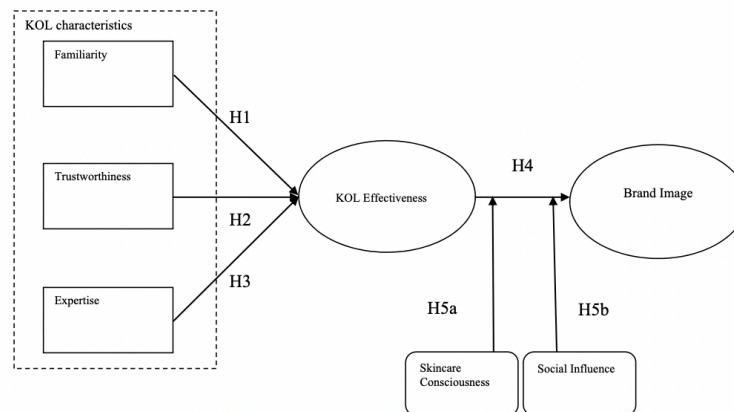 KOL characteristics
Familiarity
H1
Trustworthiness
H2
KOL Effectiveness
H4
Brand Image
H3
Expertise
H5a
H5b
Skincare
Consciousness
Social Influence